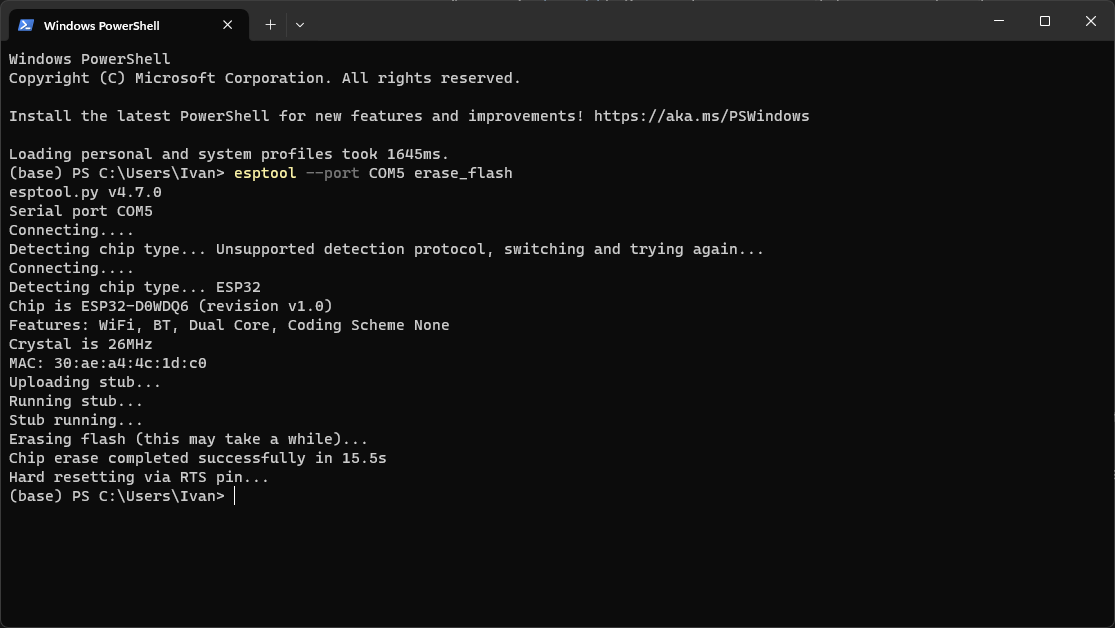 Windows PowerShell
Windows PowerShell
Copyright (C) Microsoft Corporation. All rights reserved.
Install the latest PowerShell for new features and improvements! https://aka.ms/PSWindows
Loading personal and system profiles took 1645ms.
(base) PS C:\Users\Ivan> esptool --port COM5 erase_flash
esptool.py v4.7.0
Serial port COM5
Connecting....
Detecting chip type... Unsupported detection protocol, switching and trying again...
Connecting....
Detecting chip type... ESP32
Chip is ESP32-D0WDQ6 (revision v1.0)
Features: WiFi, BT, Dual Core, Coding Scheme None
Crystal is 26MHz
MAC: 30:ae:a4:4c:1d:c0
Uploading stub...
Running stub...
Stub running...
Erasing flash (this may take a while)...
Chip erase completed successfully in 15.5s
Hard resetting via RTS pin...
(base) PS C:\Users\Ivan>